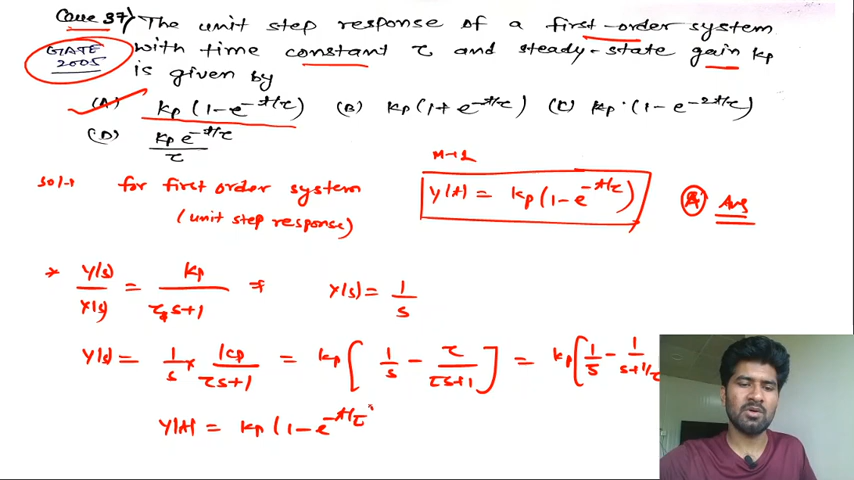 Case 37) The unit step response of a first-order system
GATE 2005 with time constant τ and steady-state gain kp
is given by
(A) kp(1-e^-t/τ) (B) kp(1+e^-t/τ) (C) kp.(1-e^-2t/τ)
(D) kp e^-t/τ / τ
M-1
Sol-: for first order system y(t) = kp(1-e^-t/τ) (A) Ans
(unit step response)
* y(s)/x(s) = kp/(τs+1) ⇒ x(s) = 1/s
y(s) = 1/s × kp/(τs+1) = kp[1/s - τ/(τs+1)] = kp[1/s - 1/(s+1/τ
y(t) = kp(1-e^-t/τ